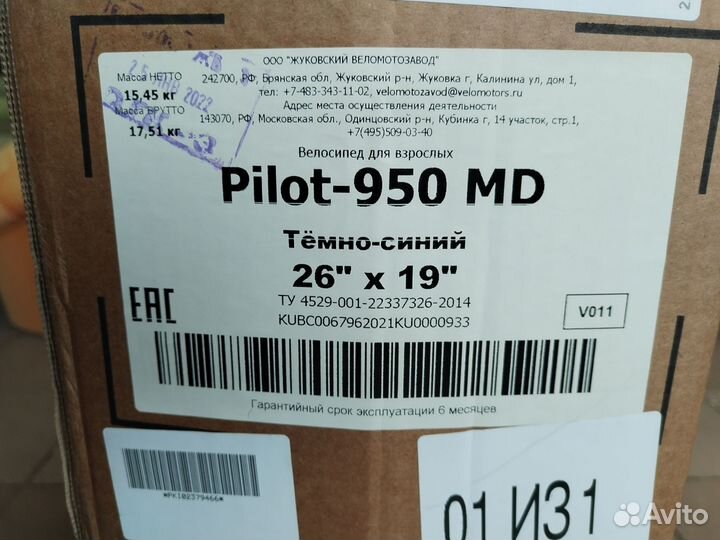 ООО "ЖУКОВСКИЙ ВЕЛОМОТОЗАВОД"
Масса НЕТТО
15,45 кг
Масса БРУТТО
17,51 кг
242700, РФ, Брянская обл, Жуковский р-н, Жуковка г, Калинина ул, дом 1,
тел: +7-483-343-11-02, velomotozavod@velomotors.ru
Адрес места осуществления деятельности
143070, РФ, Московская обл., Одинцовский р-н, Кубинка г, 14 участок, стр.1,
+7(495)509-03-40
25 ЯНВ 2022
Велосипед для взрослых
Pilot-950 MD
Тёмно-синий
26" x 19"
ТУ 4529-001-22337326-2014
KUBC0067962021KU0000933
EAC
V011
Гарантийный срок эксплуатации 6 месяцев
*PKI02379466*
01 ИЗ 1
Avito